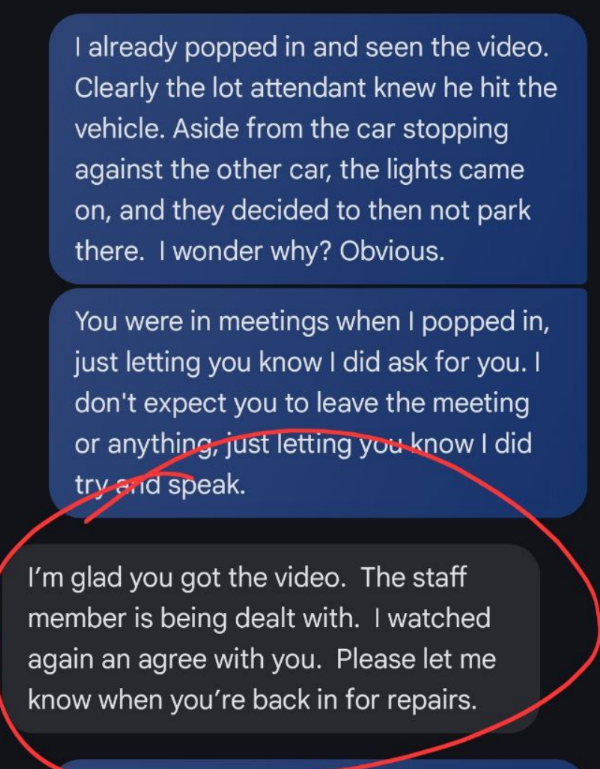 I already popped in and seen the video.
Clearly the lot attendant knew he hit the
vehicle. Aside from the car stopping
against the other car, the lights came
on, and they decided to then not park
there.  I wonder why? Obvious.
You were in meetings when I popped in,
just letting you know I did ask for you. I
don't expect you to leave the meeting
or anything, just letting you know I did
try and speak.
I’m glad you got the video.  The staff
member is being dealt with.  I watched
again an agree with you.  Please let me
know when you’re back in for repairs.